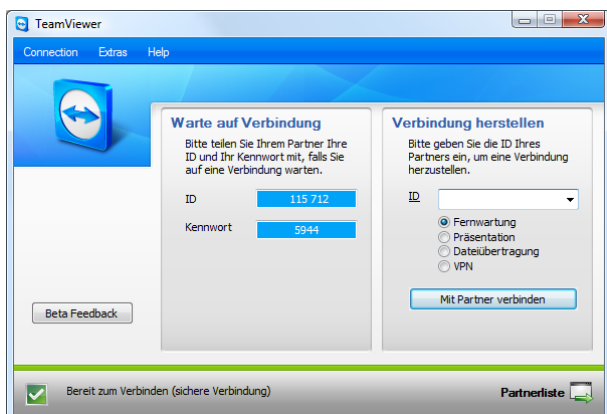 TeamViewer
Connection Extras Help
Warte auf Verbindung
Bitte teilen Sie Ihrem Partner Ihre
ID und Ihr Kennwort mit, falls Sie
auf eine Verbindung warten.
ID 115 712
Kennwort 5944
Verbindung herstellen
Bitte geben Sie die ID Ihres
Partners ein, um eine Verbindung
herzustellen.
ID
Fernwartung
Präsentation
Dateiübertragung
VPN
Mit Partner verbinden
Beta Feedback
Bereit zum Verbinden (sichere Verbindung)
Partnerliste